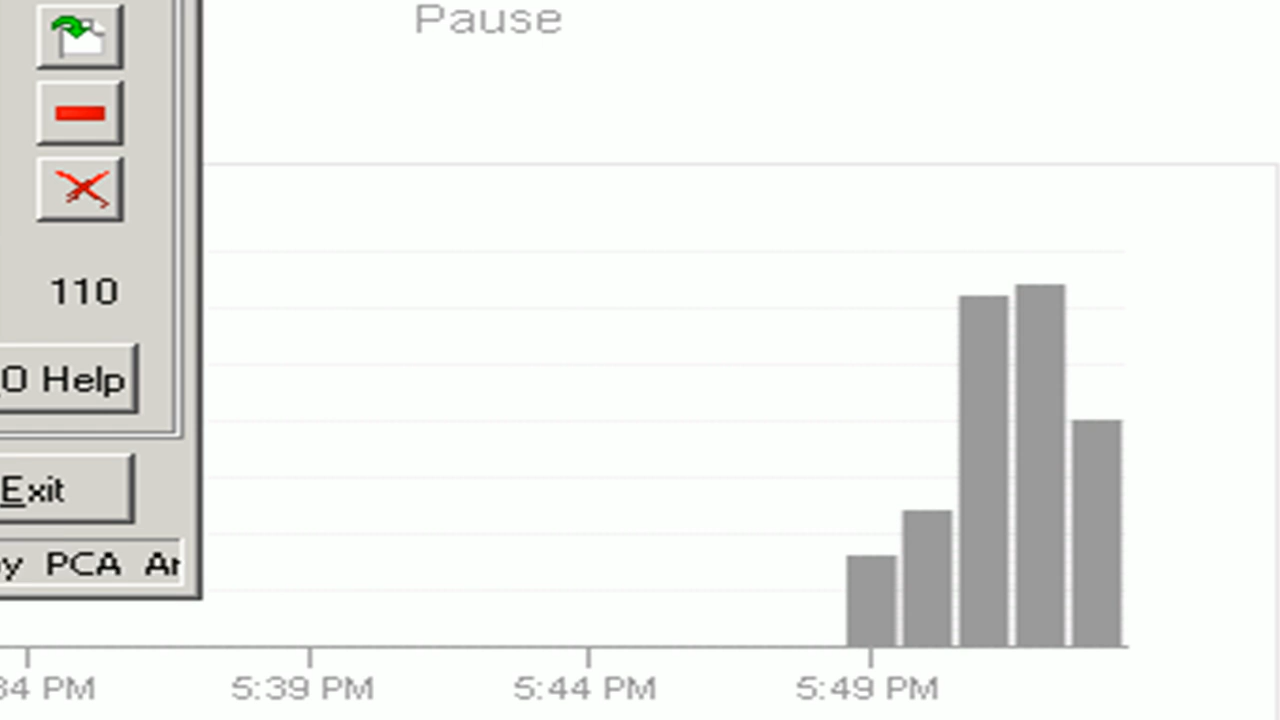 Pause
110
O Help
Exit
PCA
PM
5:39 PM
5:44 PM
5:49 PM